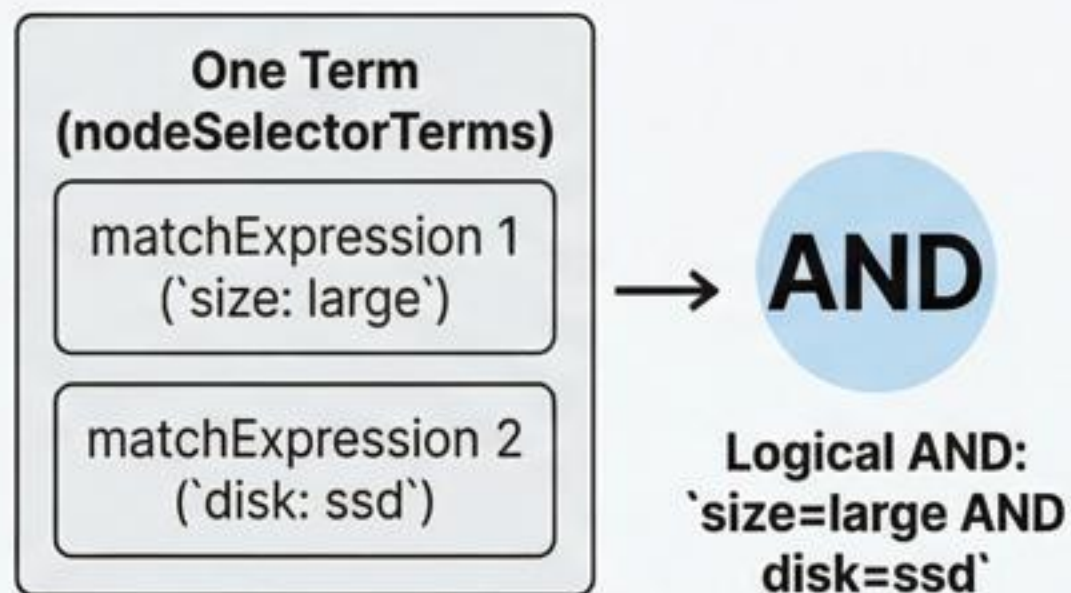 One Term
(nodeSelectorTerms)
matchExpression 1
(`size: large`)
matchExpression 2
(`disk: ssd`)
AND
Logical AND:
`size=large AND
disk=ssd`